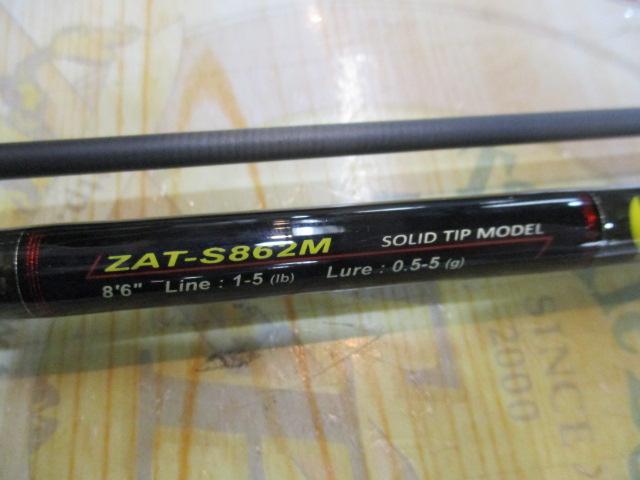 ZAT-S862M SOLID TIP MODEL
8'6" Line : 1-5 (lb) Lure : 0.5-5 (g)
SINCE
2000